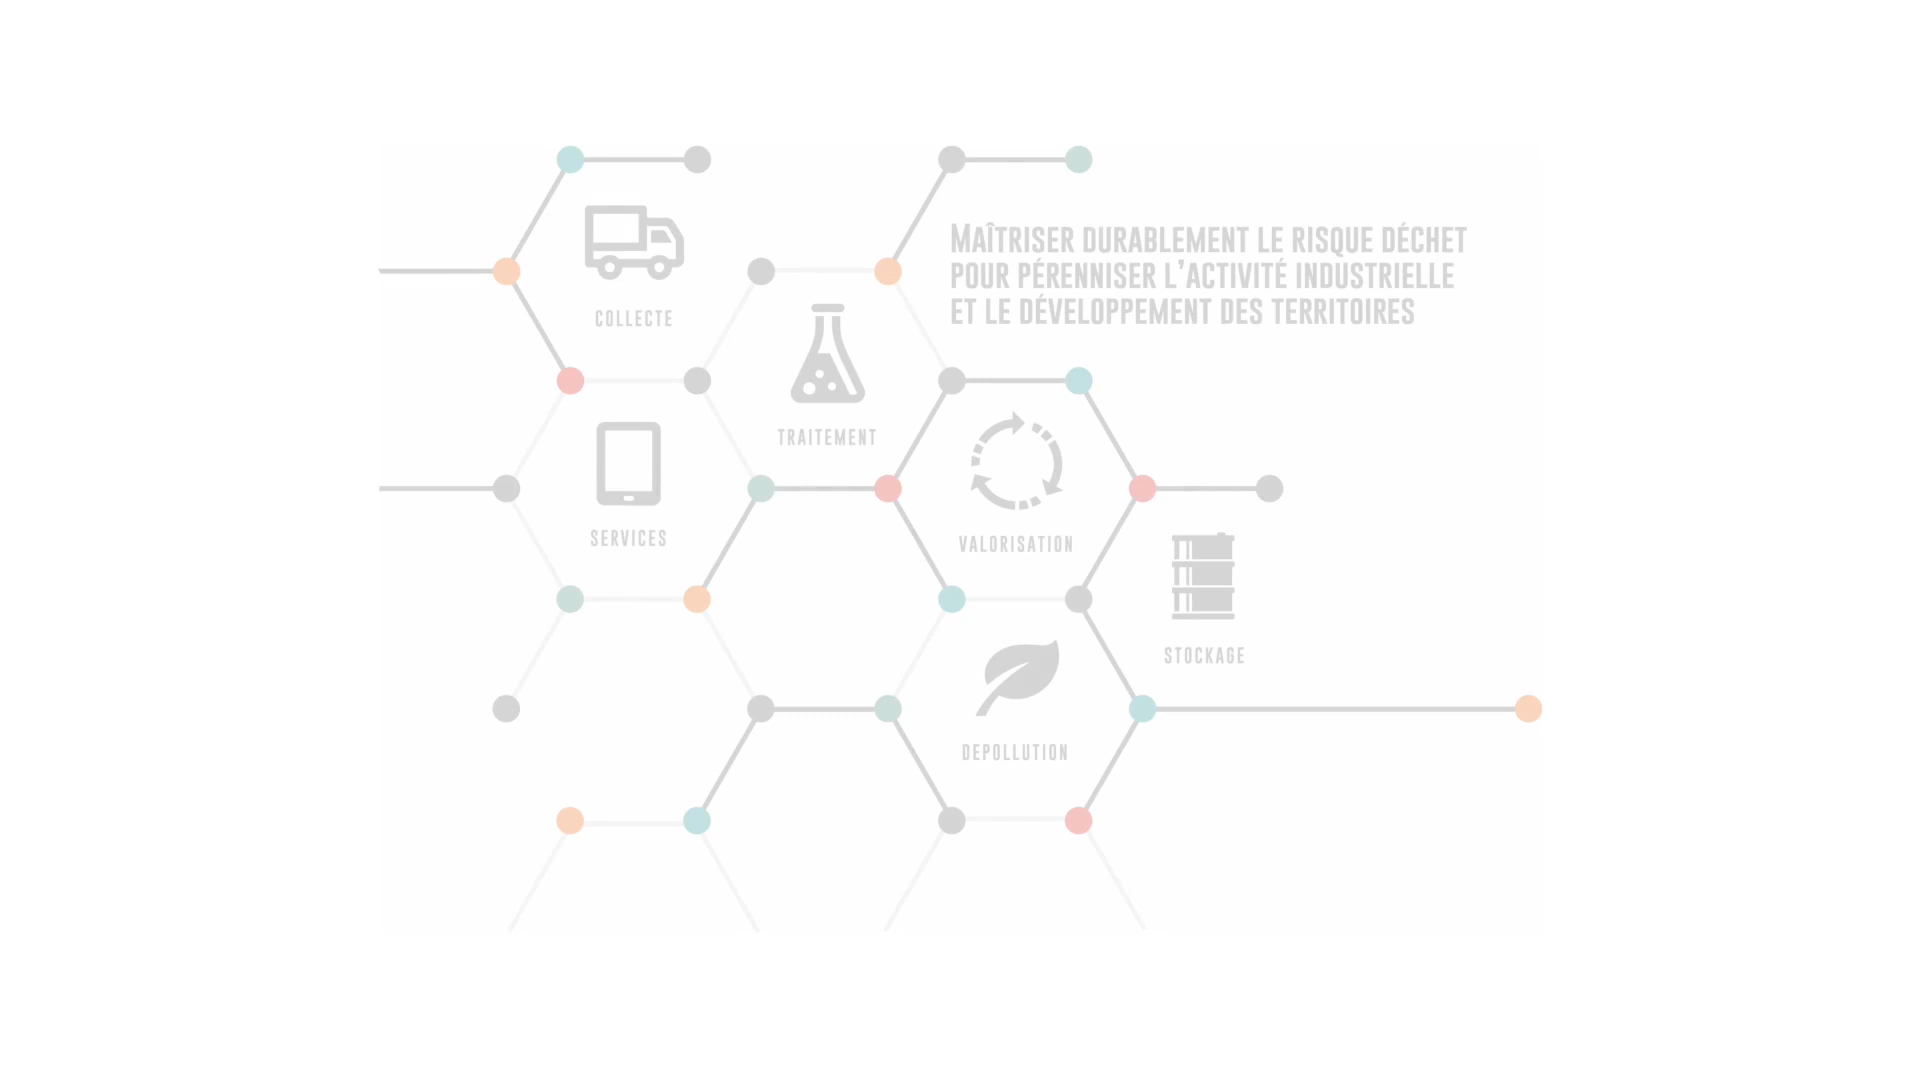 MAÎTRISER DURABLEMENT LE RISQUE DÉCHET
POUR PÉRENNISER L'ACTIVITÉ INDUSTRIELLE
ET LE DÉVELOPPEMENT DES TERRITOIRES
COLLECTE
TRAITEMENT
SERVICES
VALORISATION
STOCKAGE
DEPOLLUTION